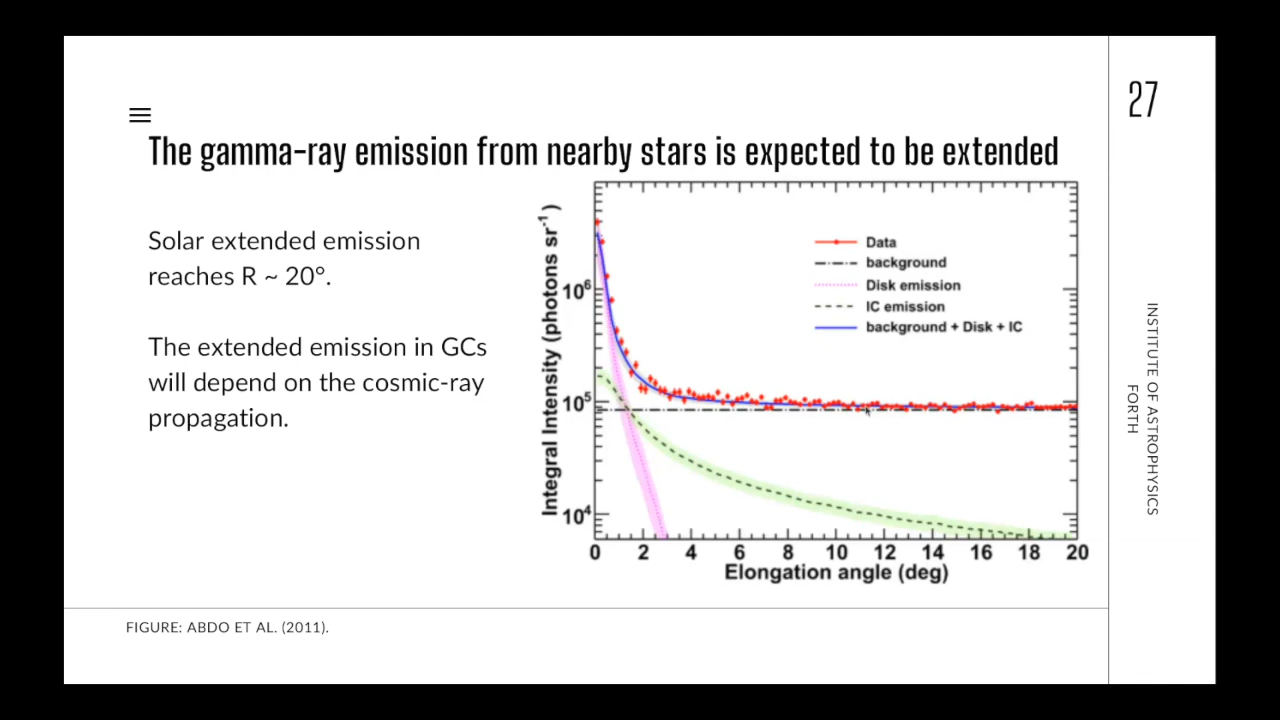 27
The gamma-ray emission from nearby stars is expected to be extended
Solar extended emission
reaches R ~ 20°.
The extended emission in GCs
will depend on the cosmic-ray
propagation.
Integral Intensity (photons sr⁻¹)
10⁶
10⁵
10⁴
Data
background
Disk emission
IC emission
background + Disk + IC
0 2 4 6 8 10 12 14 16 18 20
Elongation angle (deg)
INSTITUTE OF ASTROPHYSICS
FORTH
FIGURE: ABDO ET AL. (2011).